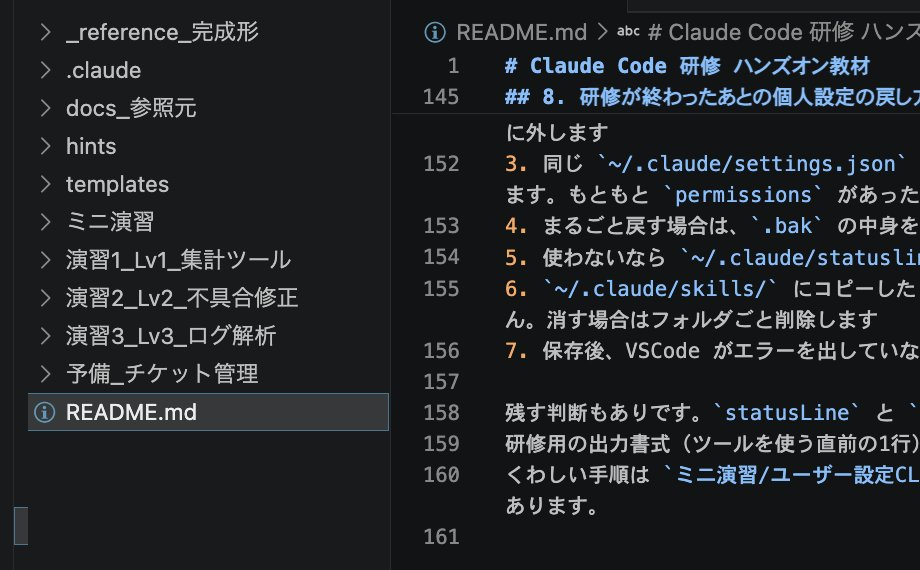 _reference_完成形
.claude
docs_参照元
hints
templates
ミニ演習
演習1_Lv1_集計ツール
演習2_Lv2_不具合修正
演習3_Lv3_ログ解析
予備_チケット管理
README.md
README.md > abc # Claude Code 研修 ハンズ
1 # Claude Code 研修 ハンズオン教材
145 ## 8. 研修が終わったあとの個人設定の戻し
に外します
152 3. 同じ `~/.claude/settings.json`
ます。もともと `permissions` があった
153 4. まるごと戻す場合は、`.bak` の中身を
154 5. 使わないなら `~/.claude/statuslin
155 6. `~/.claude/skills/` にコピーした
ん。消す場合はフォルダごと削除します
156 7. 保存後、VSCode がエラーを出していな
157
158 残す判断もありです。`statusLine` と `
159 研修用の出力書式（ツールを使う直前の1行）
160 くわしい手順は `ミニ演習/ユーザー設定CL
あります。
161